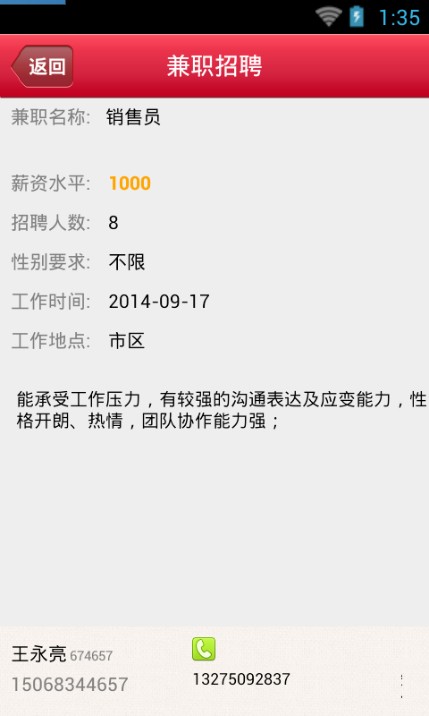 1:35
返回
兼职招聘
兼职名称: 销售员
薪资水平: 1000
招聘人数: 8
性别要求: 不限
工作时间: 2014-09-17
工作地点: 市区
能承受工作压力，有较强的沟通表达及应变能力，性
格开朗、热情，团队协作能力强；
王永亮 674657
15068344657
13275092837